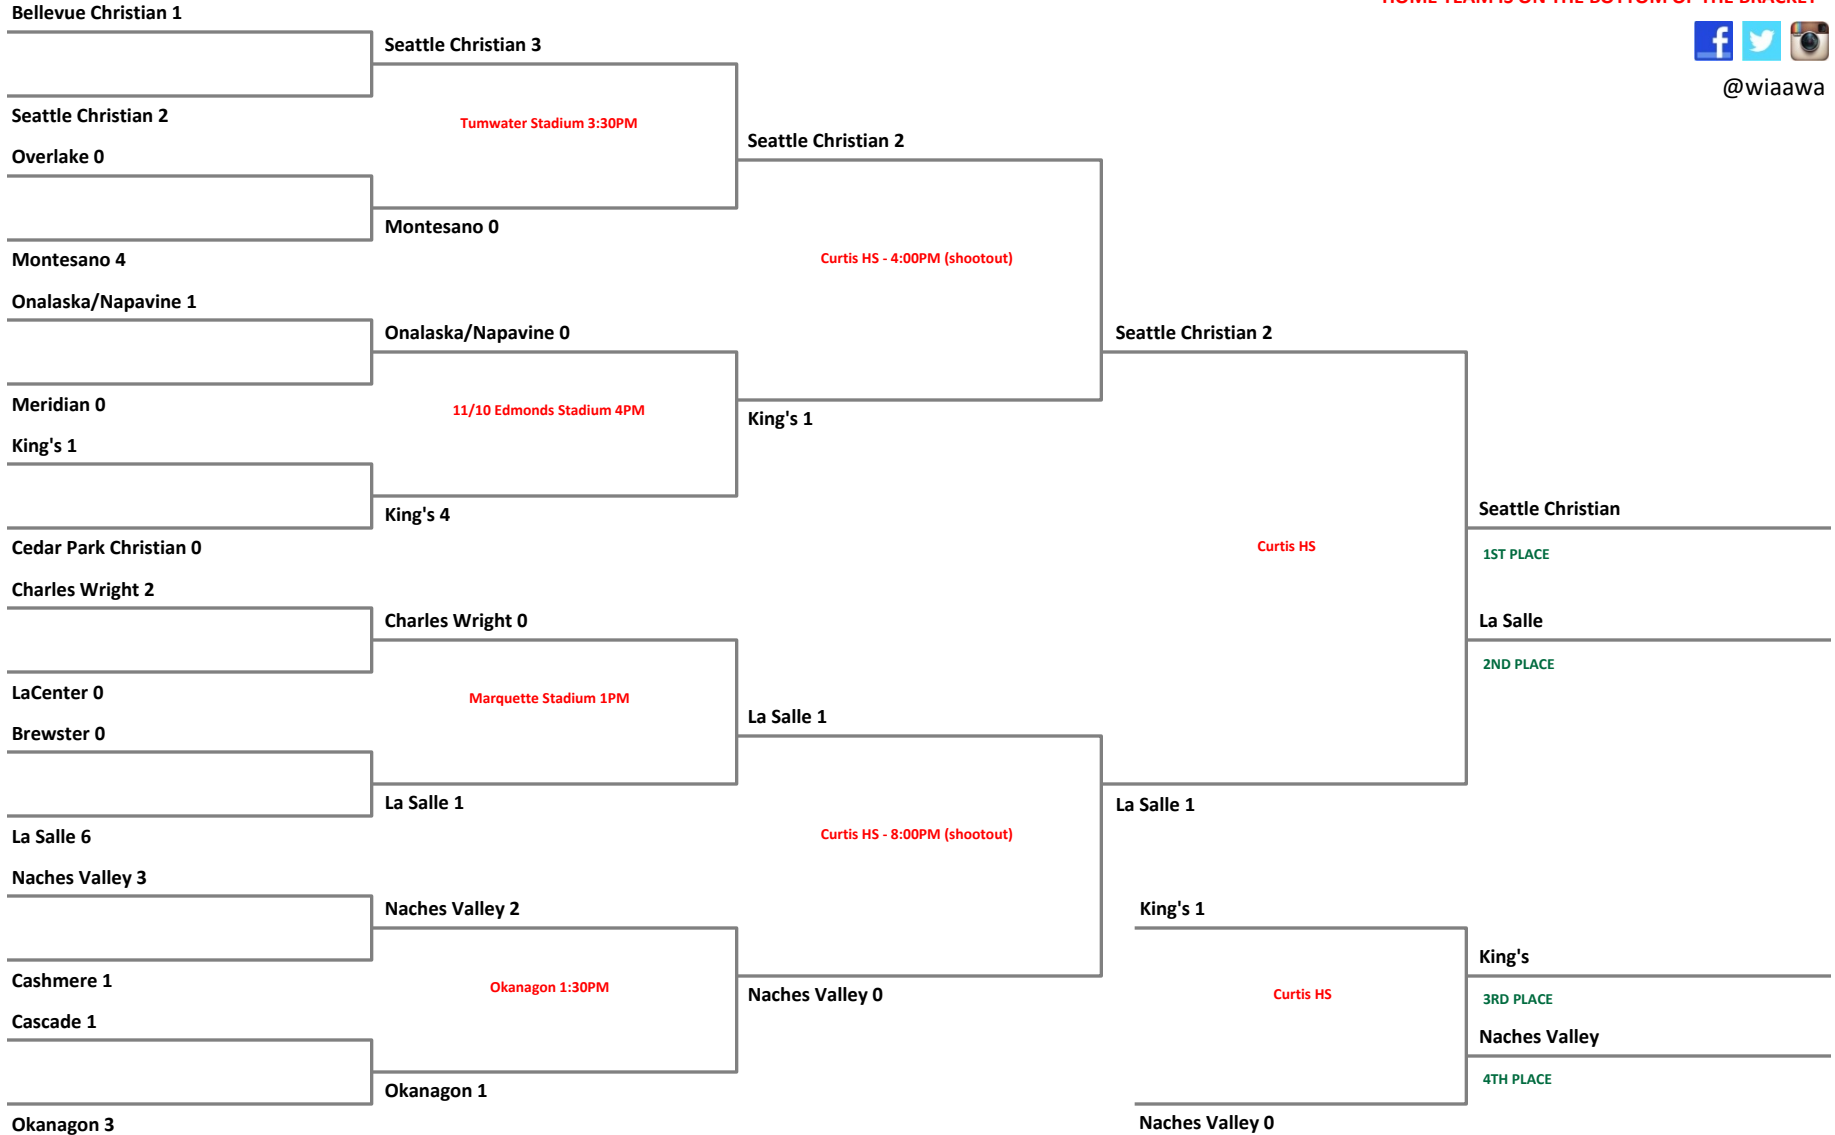 HOME TEAM IS ON THE BOTTOM OF THE BRACKET
@wiaawa
Bellevue Christian 1
Seattle Christian 2
Overlake 0
Montesano 4
Onalaska/Napavine 1
Meridian 0
King's 1
Cedar Park Christian 0
Charles Wright 2
LaCenter 0
Brewster 0
La Salle 6
Naches Valley 3
Cashmere 1
Cascade 1
Okanagon 3
Seattle Christian 3
Tumwater Stadium 3:30PM
Montesano 0
Onalaska/Napavine 0
11/10 Edmonds Stadium 4PM
King's 4
Charles Wright 0
Marquette Stadium 1PM
La Salle 1
Naches Valley 2
Okanagon 1:30PM
Okanagon 1
Seattle Christian 2
Curtis HS - 4:00PM (shootout)
King's 1
La Salle 1
Curtis HS - 8:00PM (shootout)
Naches Valley 0
Seattle Christian 2
Curtis HS
La Salle 1
King's 1
Curtis HS
Naches Valley 0
Seattle Christian
1ST PLACE
La Salle
2ND PLACE
King's
3RD PLACE
Naches Valley
4TH PLACE